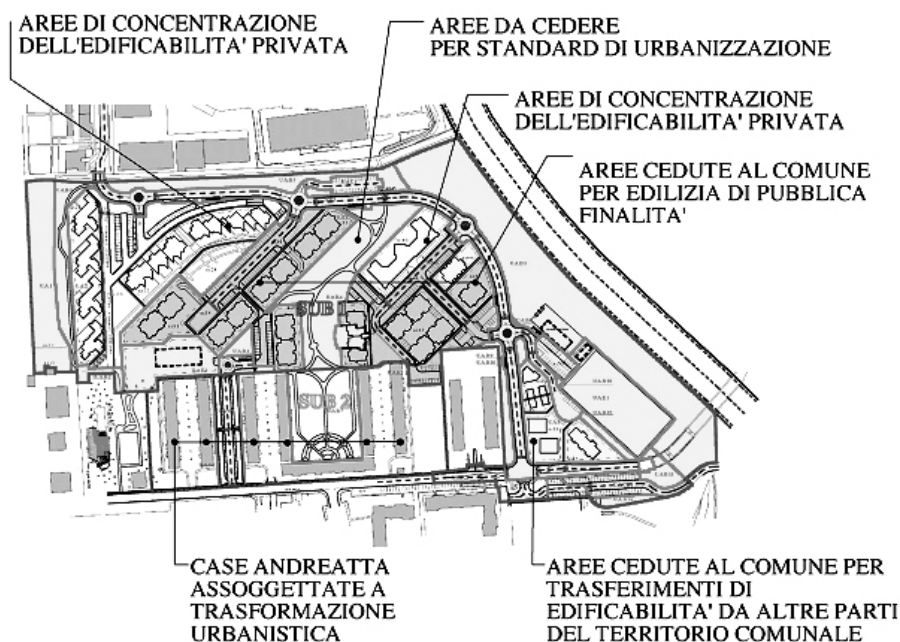 AREE DI CONCENTRAZIONE
DELL'EDIFICABILITA' PRIVATA
AREE DA CEDERE
PER STANDARD DI URBANIZZAZIONE
AREE DI CONCENTRAZIONE
DELL'EDIFICABILITA' PRIVATA
AREE CEDUTE AL COMUNE
PER EDILIZIA DI PUBBLICA
FINALITA'
SUB 1
SUB 2
CASE ANDREATTA
ASSOGGETTATE A
TRASFORMAZIONE
URBANISTICA
AREE CEDUTE AL COMUNE PER
TRASFERIMENTI DI
EDIFICABILITA' DA ALTRE PARTI
DEL TERRITORIO COMUNALE